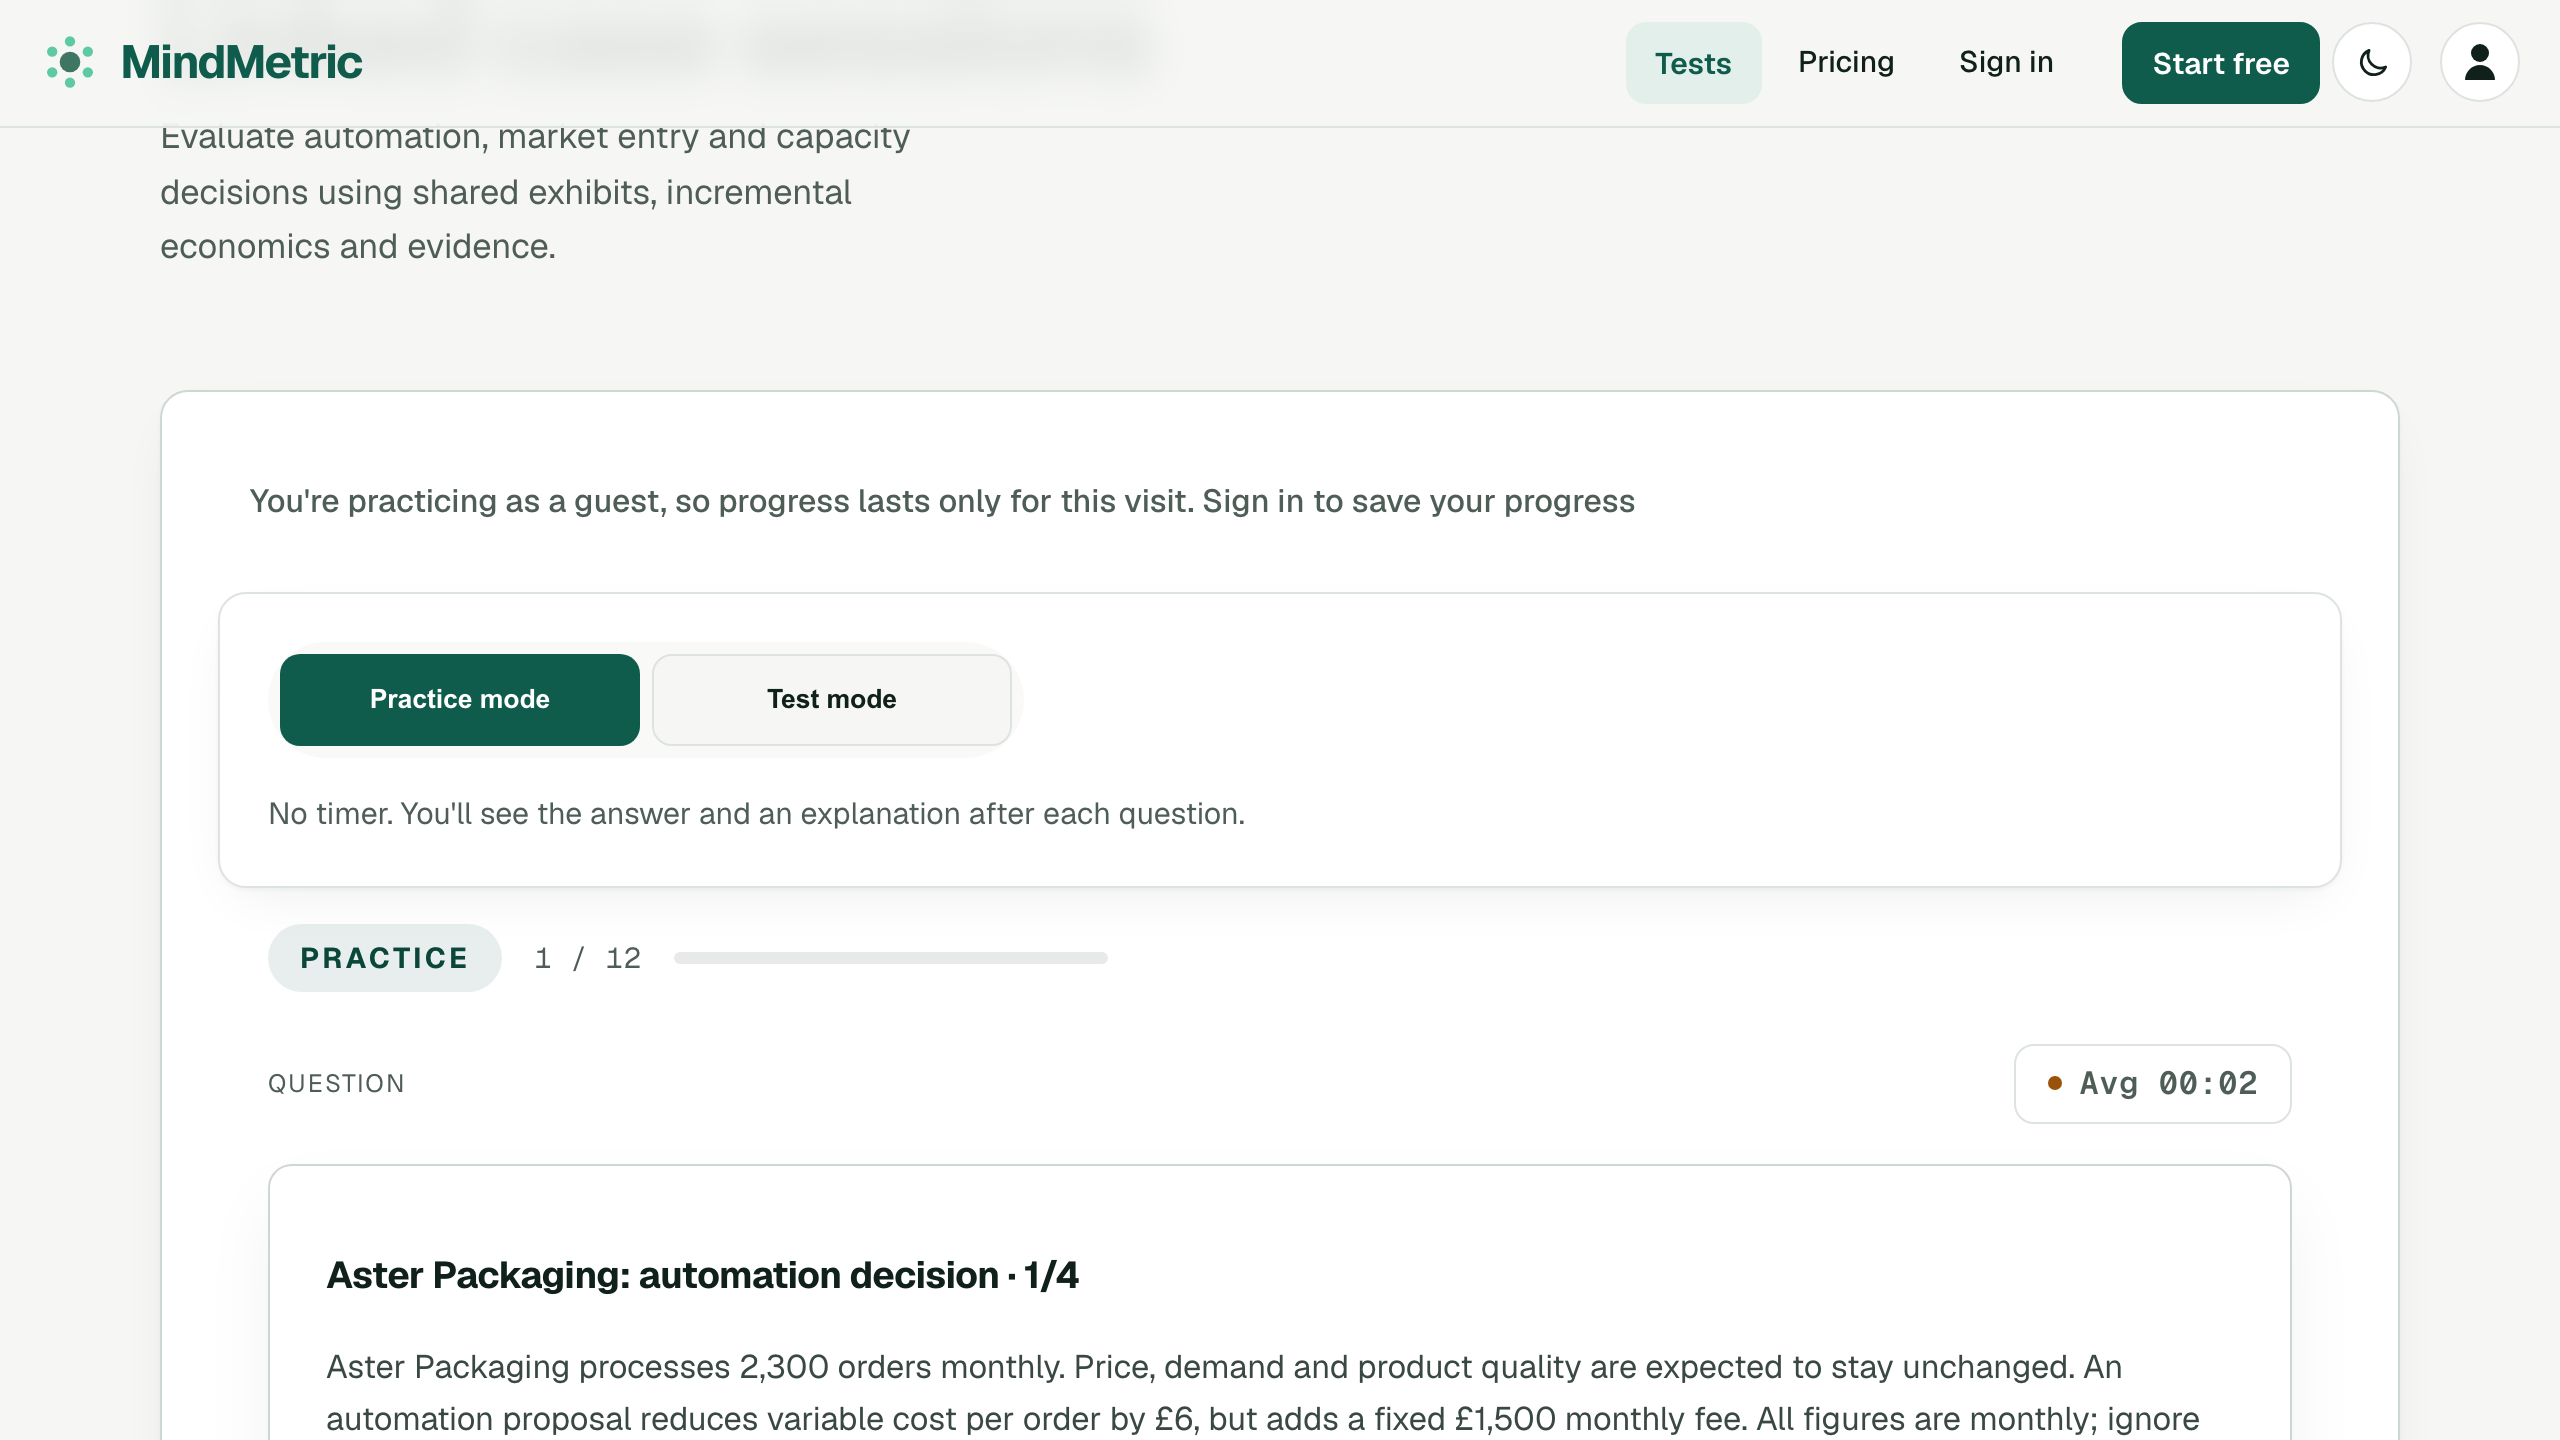 MindMetric
Tests
Pricing
Sign in
Start free
Evaluate automation, market entry and capacity
decisions using shared exhibits, incremental
economics and evidence.
You're practicing as a guest, so progress lasts only for this visit. Sign in to save your progress
Practice mode
Test mode
No timer. You'll see the answer and an explanation after each question.
PRACTICE
1 / 12
QUESTION
Avg 00:02
Aster Packaging: automation decision · 1/4
Aster Packaging processes 2,300 orders monthly. Price, demand and product quality are expected to stay unchanged. An
automation proposal reduces variable cost per order by £6, but adds a fixed £1,500 monthly fee. All figures are monthly; ignore